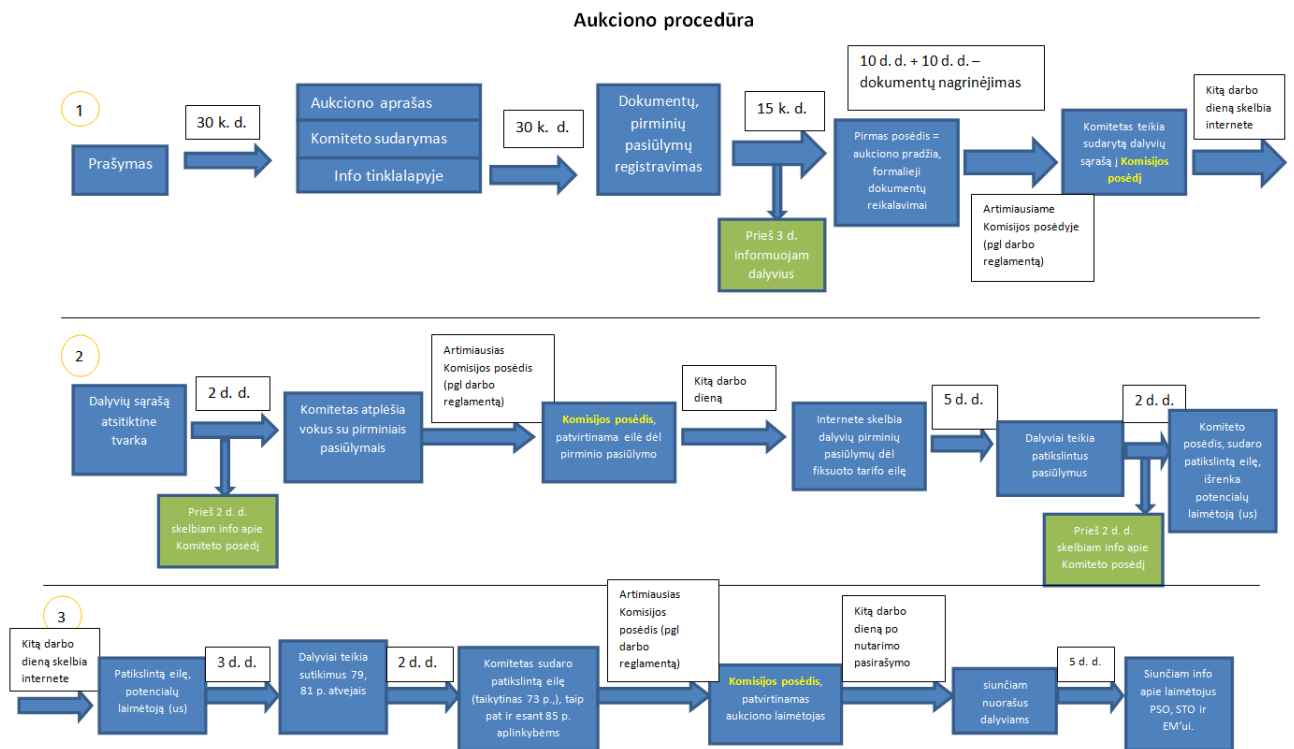 Aukciono procedūra
1
Prašymas
30 k. d.
Aukciono aprašas
Komiteto sudarymas
Info tinklalapyje
30 k. d.
Dokumentų,
pirminių
pasiūlymų
registravimas
15 k. d.
Prieš 3 d.
informuojam
dalyvius
10 d. d. + 10 d. d. –
dokumentų nagrinėjimas
Pirmas posėdis =
aukciono pradžia,
formalieji
dokumentų
reikalavimai
Artimiausiame
Komisijos posėdyje
(pgl darbo
reglamentą)
Komitetas teikia
sudarytą dalyvių
sąrašą į Komisijos
posėdį
Kitą darbo
dieną skelbia
internete
2
Dalyvių sąrašą
atsitiktine
tvarka
2 d. d.
Prieš 2 d. d.
skelbiam info apie
Komiteto posėdį
Komitetas atplėšia
vokus su pirminiais
pasiūlymais
Artimiausias
Komisijos posėdis
(pgl darbo
reglamentą)
Komisijos posėdis,
patvirtinama eilė dėl
pirminio pasiūlymo
Kitą darbo
dieną
Internete skelbia
dalyvių pirminių
pasiūlymų dėl
fiksuoto tarifo eilę
5 d. d.
Dalyviai teikia
patikslintus
pasiūlymus
2 d. d.
Prieš 2 d. d.
skelbiam info apie
Komiteto posėdį
Komiteto
posėdis, sudaro
patikslintą eilę,
išrenka
potencialų
laimėtoją (us)
3
Kitą darbo
dieną skelbia
internete
Patikslintą eilę,
potencialų
laimėtoją (us)
3 d. d.
Dalyviai teikia
sutikimus 79,
81 p. atvejais
2 d. d.
Komitetas sudaro
patikslintą eilę
(taikytinas 73 p.,), taip
pat ir esant 85 p.
aplinkybėms
Artimiausias
Komisijos
posėdis (pgl
darbo
reglamentą)
Komisijos posėdis,
patvirtinamas
aukciono laimėtojas
Kitą darbo
dieną po
nutarimo
pasirašymo
siunčiam
nuorašus
dalyviams
5 d. d.
Siunčiam info
apie laimėtojus
PSO, STO ir
EM'ui.